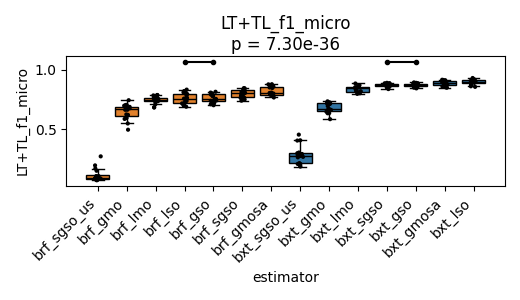 LT+TL_f1_micro
p = 7.30e-36
LT+TL_f1_micro
1.0
0.5
brf_sgso_us
brf_gmo
brf_lmo
brf_lso
brf_gso
brf_sgso
brf_gmosa
bxt_sgso_us
bxt_gmo
bxt_lmo
bxt_sgso
bxt_gso
bxt_gmosa
bxt_lso
estimator